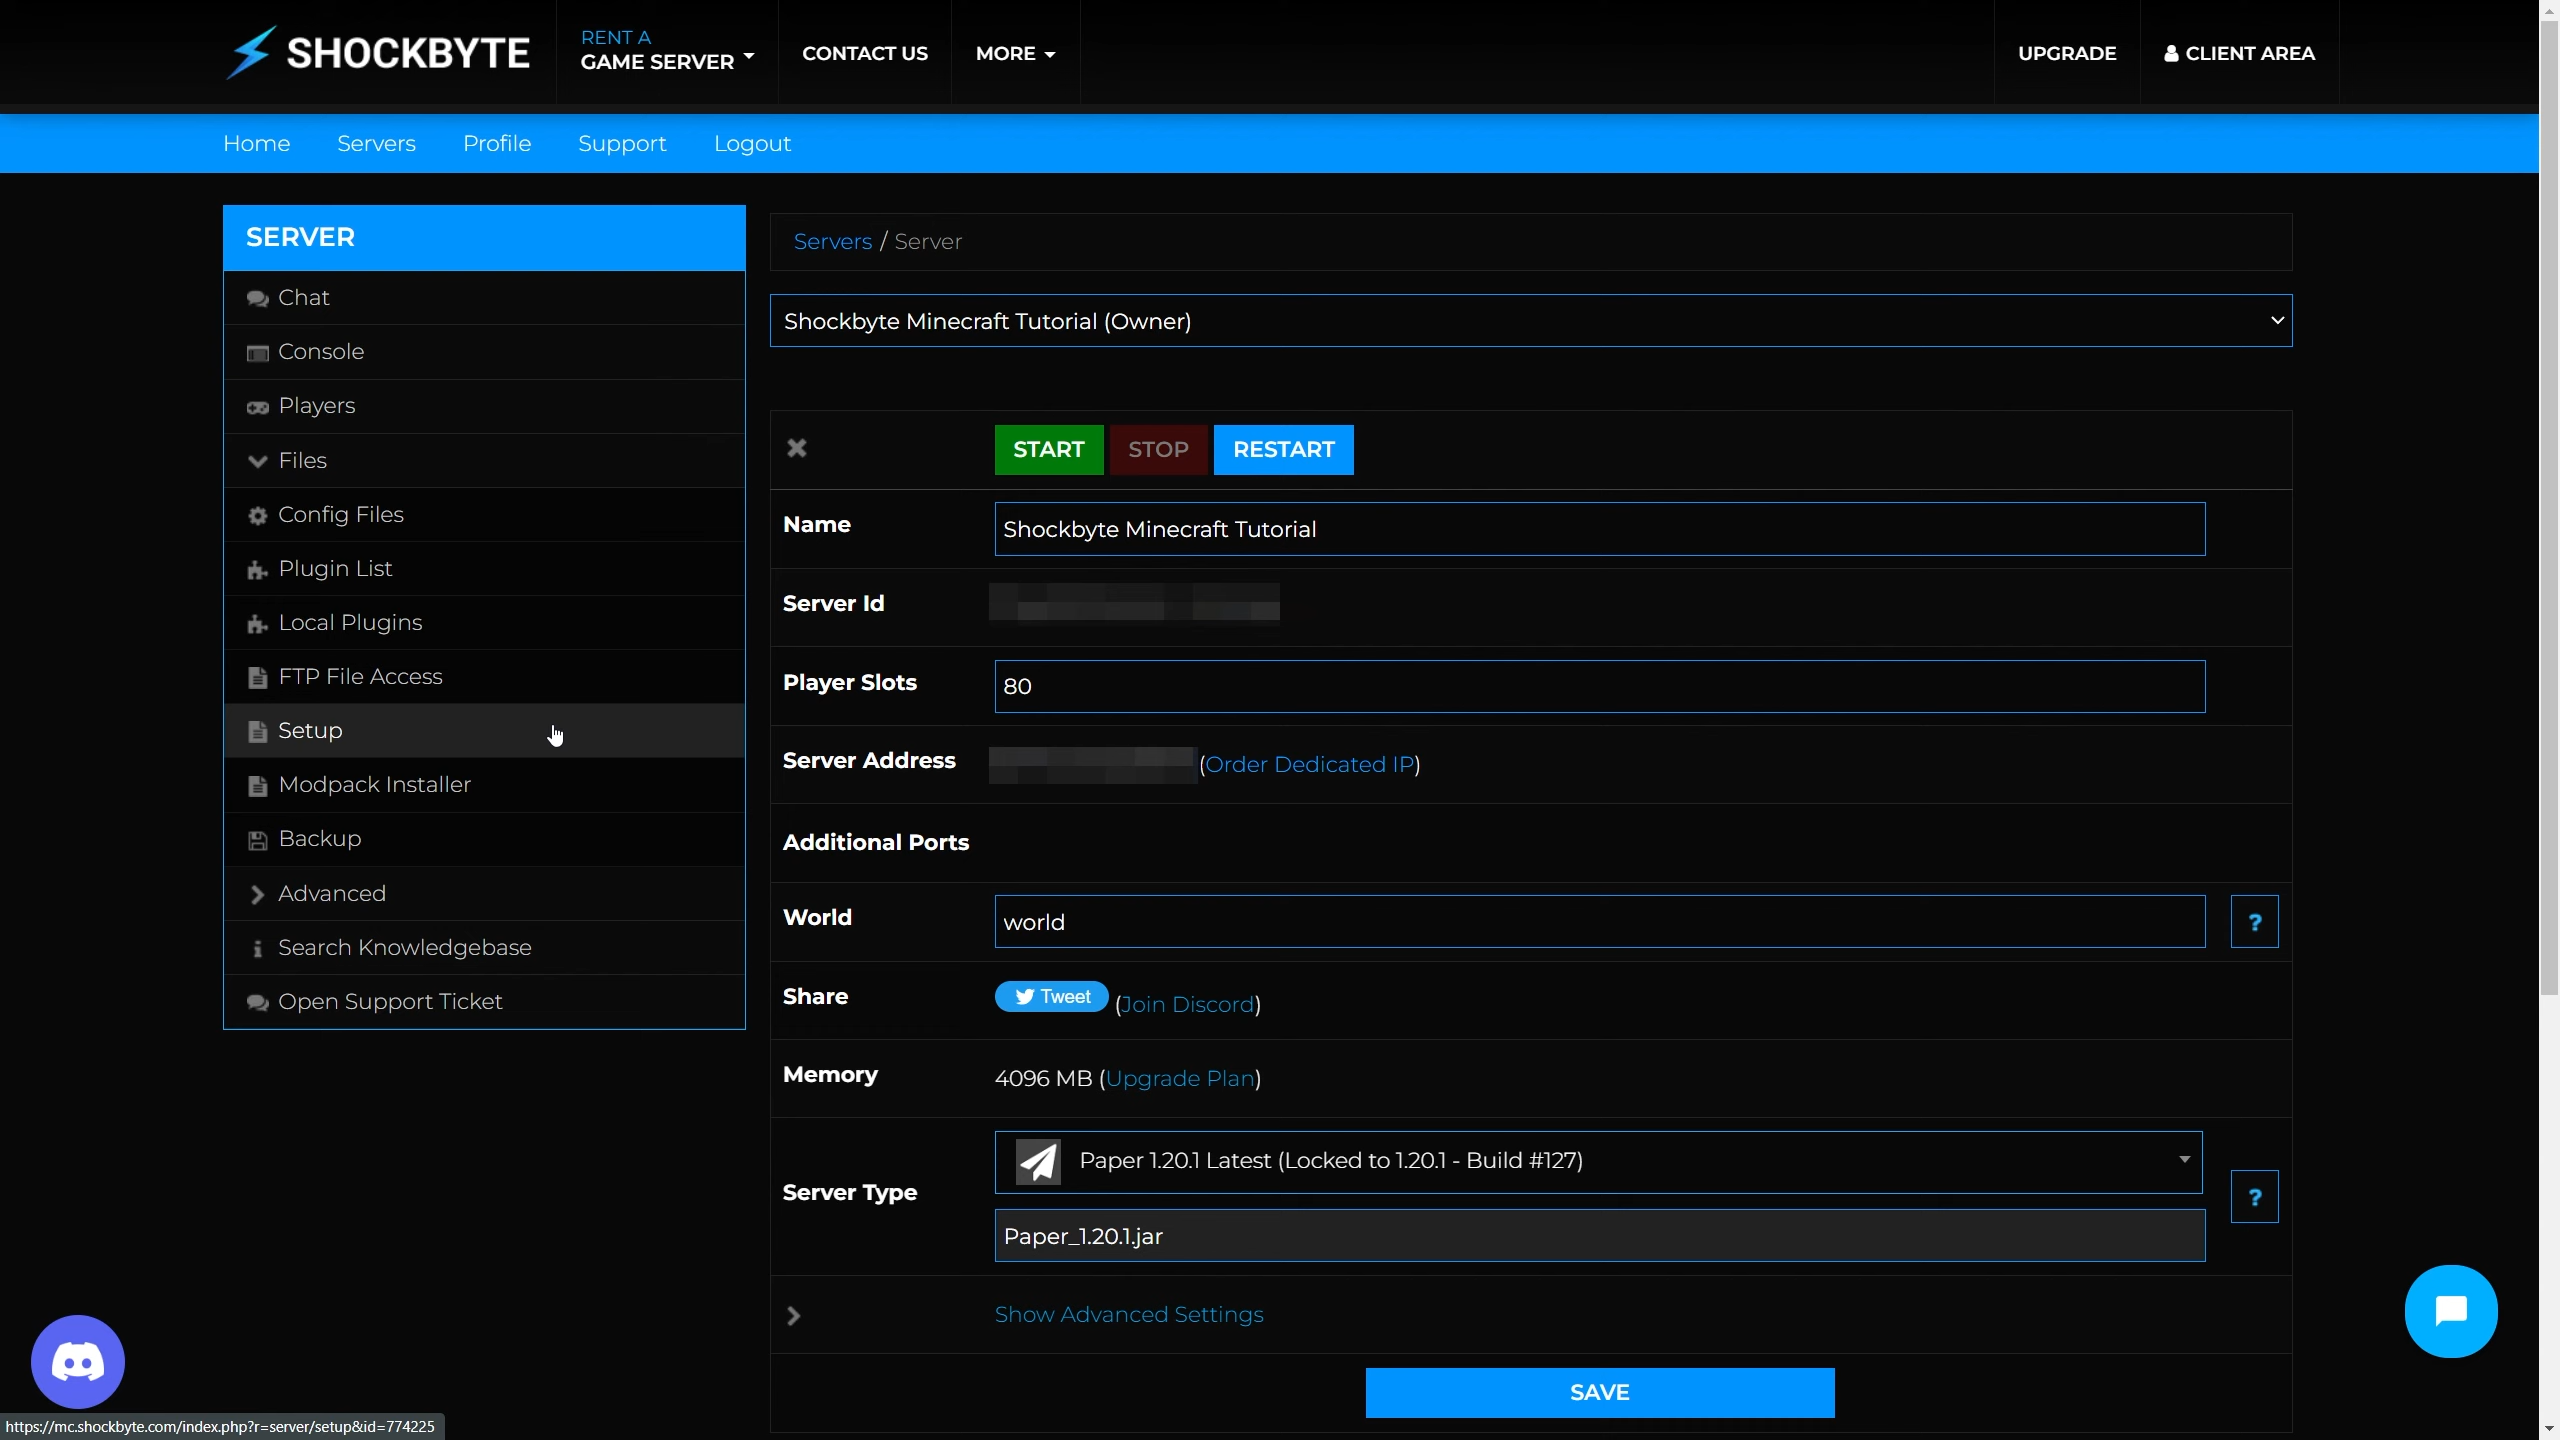 SHOCKBYTE
RENT A
GAME SERVER
CONTACT US
MORE
UPGRADE
CLIENT AREA
Home
Servers
Profile
Support
Logout
SERVER
Chat
Console
Players
Files
Config Files
Plugin List
Local Plugins
FTP File Access
Setup
Modpack Installer
Backup
Advanced
Search Knowledgebase
Open Support Ticket
Servers / Server
Shockbyte Minecraft Tutorial (Owner)
START
STOP
RESTART
Name
Shockbyte Minecraft Tutorial
Server Id
Player Slots
80
Server Address
(Order Dedicated IP)
Additional Ports
World
world
?
Share
Tweet
(Join Discord)
Memory
4096 MB (Upgrade Plan)
Server Type
Paper 1.20.1 Latest (Locked to 1.20.1 - Build #127)
Paper_1.20.1.jar
?
Show Advanced Settings
SAVE
https://mc.shockbyte.com/index.php?r=server/setup&id=774225